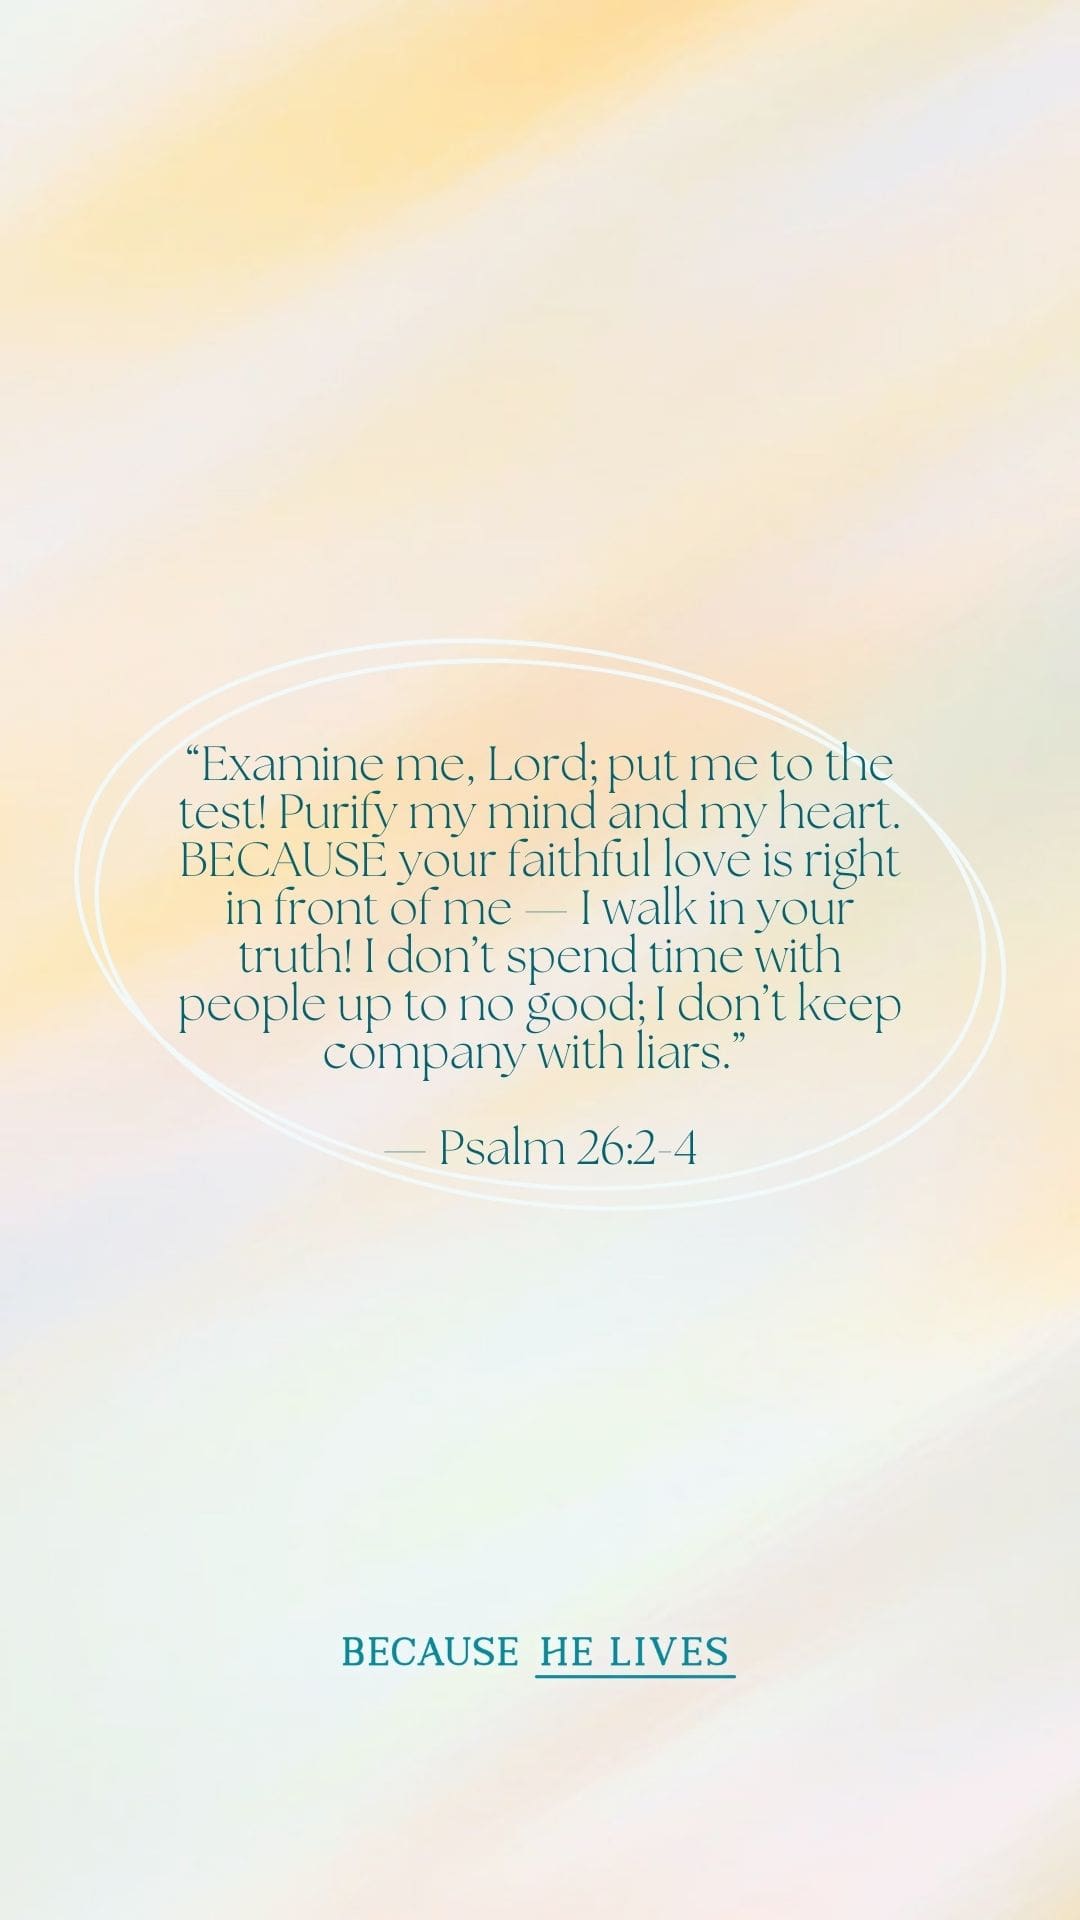 “Examine me, Lord; put me to the
test! Purify my mind and my heart.
BECAUSE your faithful love is right
in front of me — I walk in your
truth! I don’t spend time with
people up to no good; I don’t keep
company with liars.”
— Psalm 26:2-4
BECAUSE HE LIVES